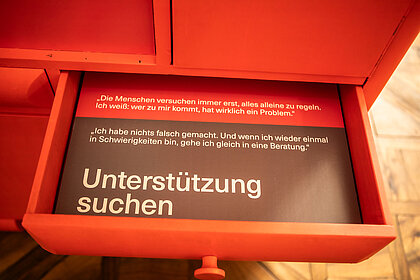 „Die Menschen versuchen immer erst, alles alleine zu regeln.
Ich weiß: wer zu mir kommt, hat wirklich ein Problem.“
„Ich habe nichts falsch gemacht. Und wenn ich wieder einmal
in Schwierigkeiten bin, gehe ich gleich in eine Beratung.“
Unterstützung
suchen